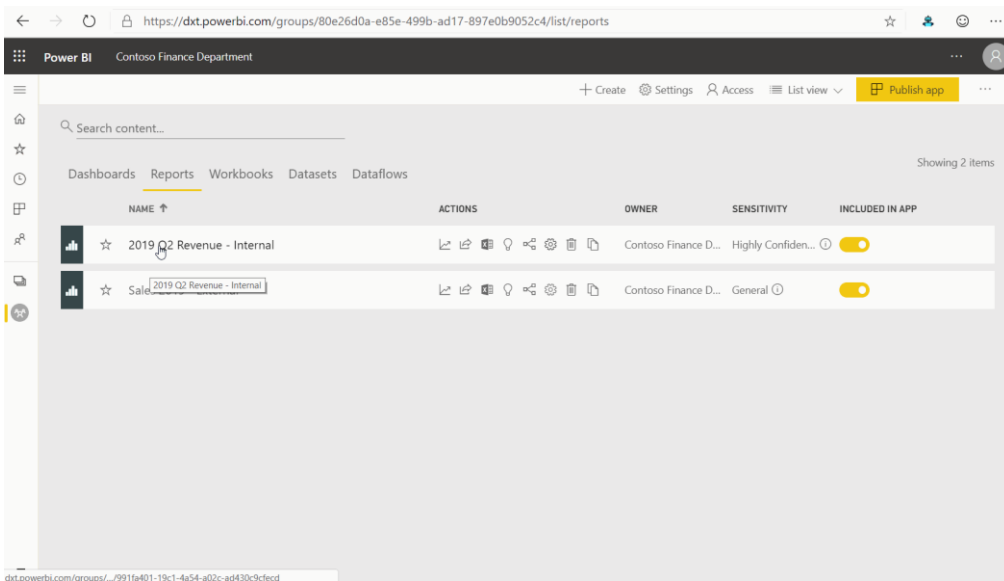 https://dxt.powerbi.com/groups/80e26d0a-e85e-499b-ad17-897e0b9052c4/list/reports
Power BI Contoso Finance Department
Create Settings Access List view Publish app
Search content...
Showing 2 items
Dashboards Reports Workbooks Datasets Dataflows
NAME ACTIONS OWNER SENSITIVITY INCLUDED IN APP
2019 Q2 Revenue - Internal Contoso Finance D... Highly Confiden...
2019 Q2 Revenue - Internal
Sales Contoso Finance D... General
dxt.powerbi.com/groups/.../991fa401-19c1-4a54-a02c-ad430c9cfecd